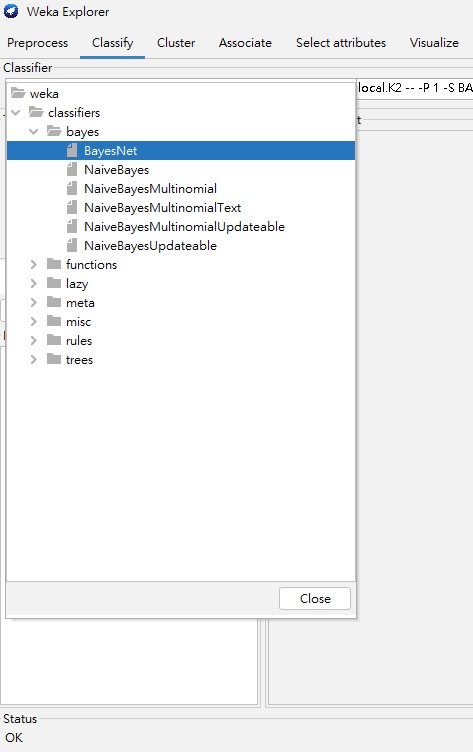 Weka Explorer
Preprocess Classify Cluster Associate Select attributes Visualize
Classifier
local.K2 -- -P 1 -S BA
weka
classifiers
bayes
BayesNet
NaiveBayes
NaiveBayesMultinomial
NaiveBayesMultinomialText
NaiveBayesMultinomialUpdateable
NaiveBayesUpdateable
functions
lazy
meta
misc
rules
trees
Close
Status
OK